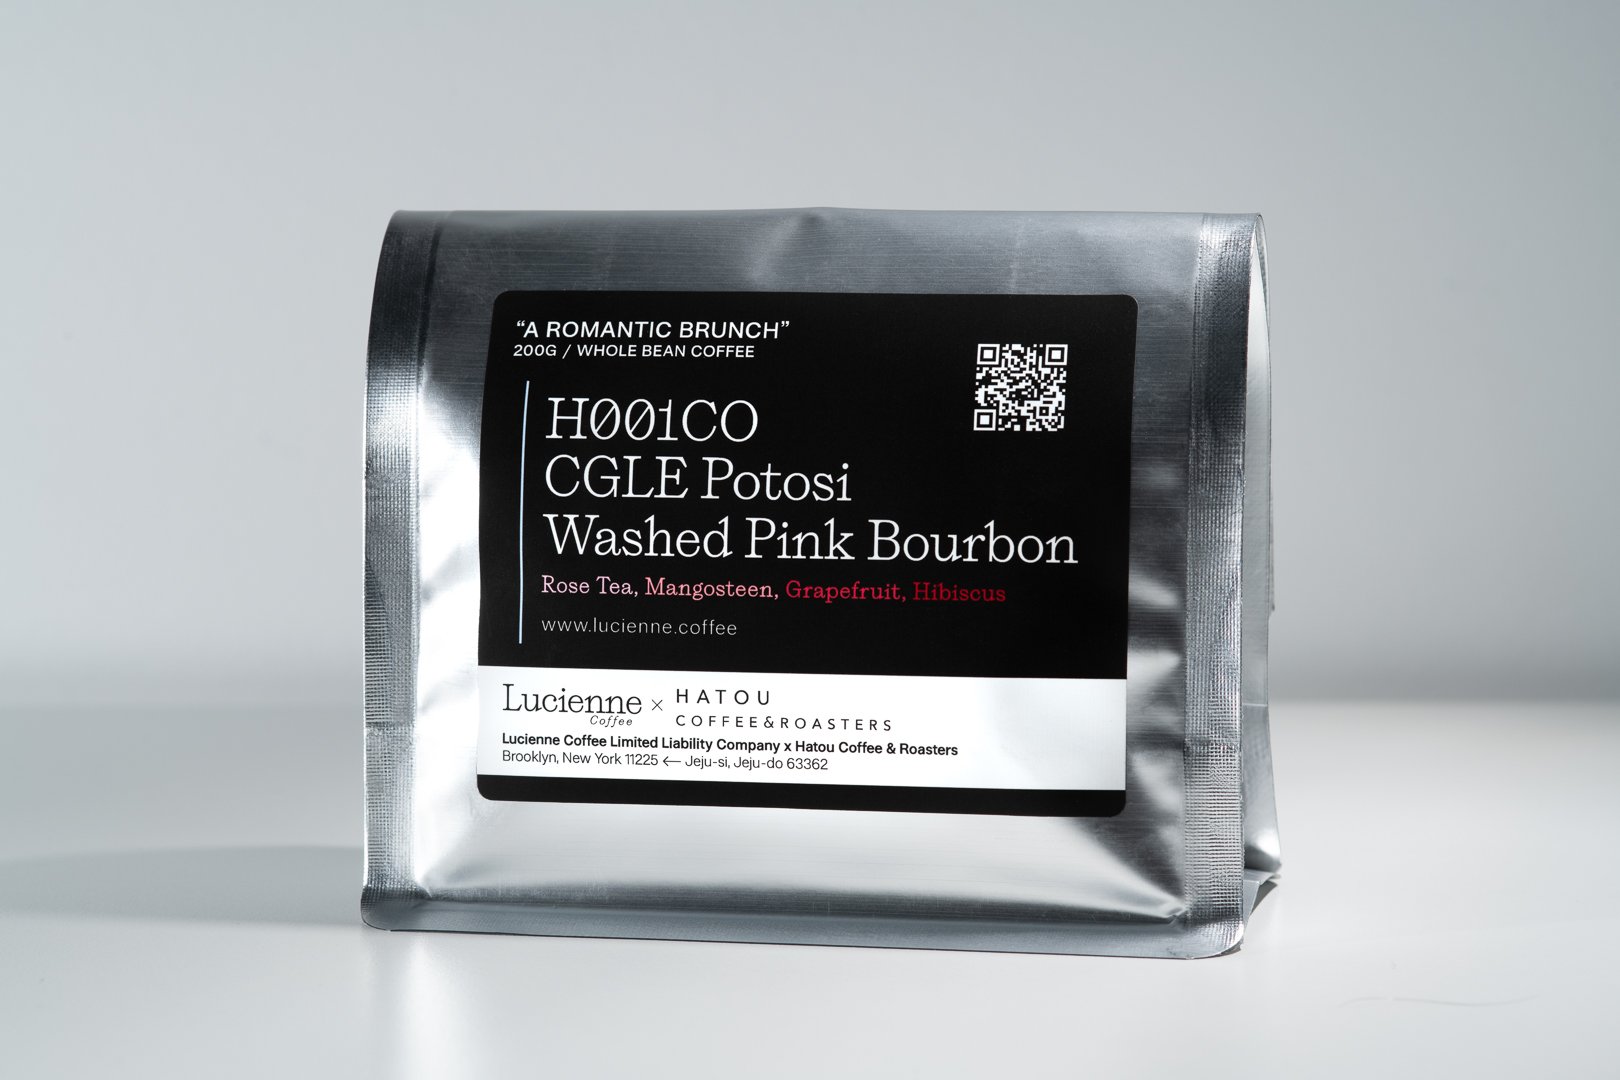 “A ROMANTIC BRUNCH”
200G / WHOLE BEAN COFFEE
H001CO
CGLE Potosi
Washed Pink Bourbon
Rose Tea, Mangosteen, Grapefruit, Hibiscus
www.lucienne.coffee
Lucienne Coffee × HATOU COFFEE&ROASTERS
Lucienne Coffee Limited Liability Company x Hatou Coffee & Roasters
Brooklyn, New York 11225 ⟵ Jeju-si, Jeju-do 63362